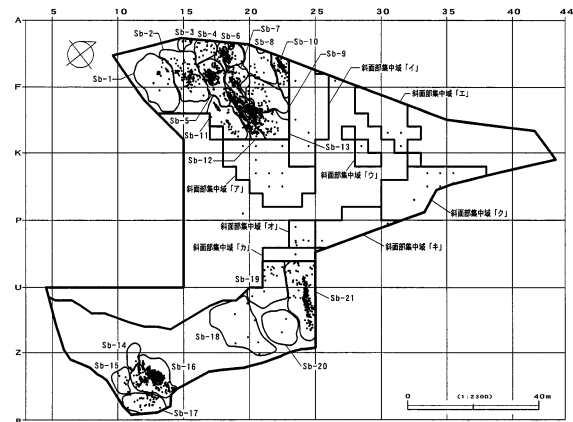 5 10 15 20 25 30 35 40 44
A
Sb-3 Sb-4 Sb-6 Sb-7
Sb-2 Sb-8 Sb-10 Sb-9
Sb-1
斜面部集中域「イ」
斜面部集中域「エ」
F
Sb-5
Sb-11
Sb-12
Sb-13
K
斜面部集中域「ウ」
斜面部集中域「ア」
斜面部集中域「ク」
P
斜面部集中域「オ」
斜面部集中域「カ」
斜面部集中域「キ」
Sb-19
U
Sb-21
Sb-18
Sb-14
Z
Sb-15 Sb-16
Sb-20
Sb-17
0 (1:2300) 40m